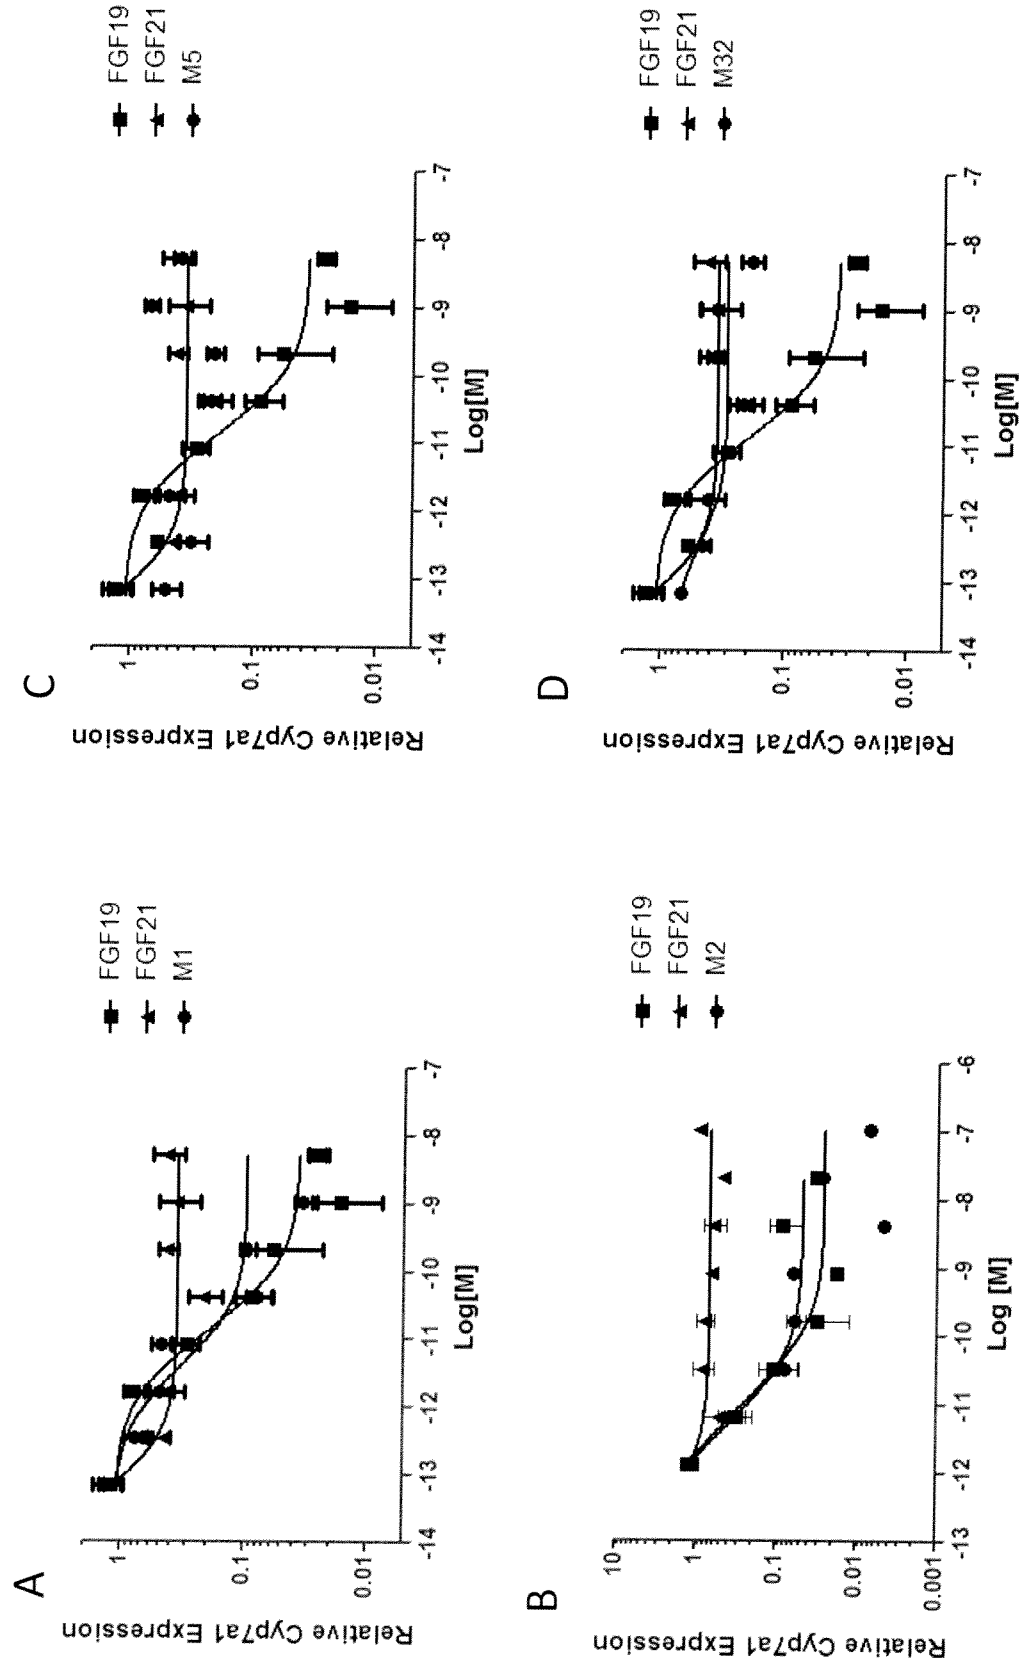 A
Relative Cyp7a1 Expression
1
0.1
0.01
-14
-13
-12
-11
-10
-9
-8
-7
Log[M]
FGF19
FGF21
M1
C
Relative Cyp7a1 Expression
1
0.1
0.01
-14
-13
-12
-11
-10
-9
-8
-7
Log[M]
FGF19
FGF21
M5
B
Relative Cyp7a1 Expression
10
1
0.1
0.01
0.001
-13
-12
-11
-10
-9
-8
-7
-6
Log [M]
FGF19
FGF21
M2
D
Relative Cyp7a1 Expression
1
0.1
0.01
-14
-13
-12
-11
-10
-9
-8
-7
Log[M]
FGF19
FGF21
M32